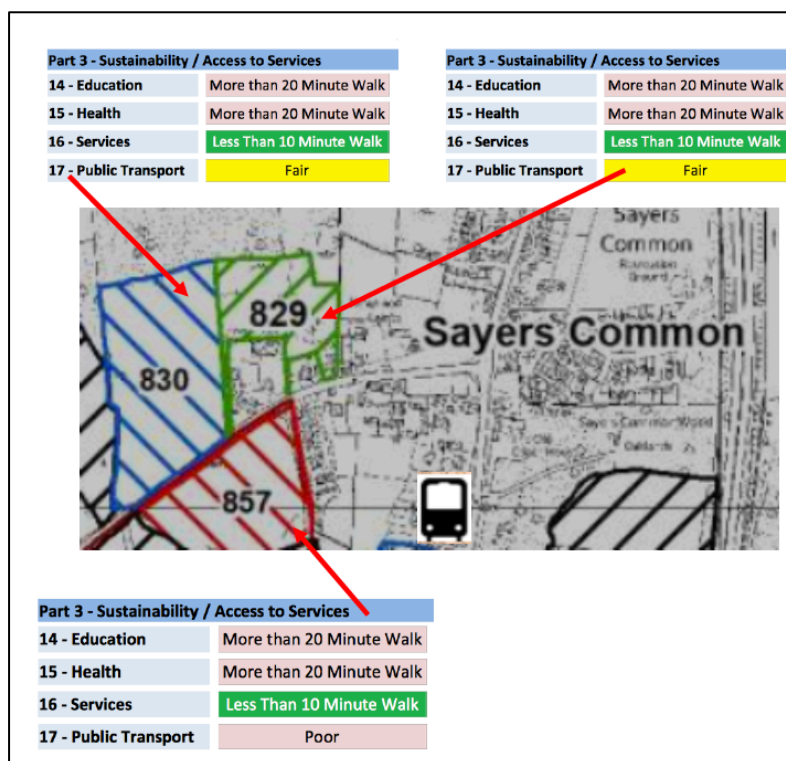 Part 3 - Sustainability / Access to Services
14 - Education More than 20 Minute Walk
15 - Health More than 20 Minute Walk
16 - Services Less Than 10 Minute Walk
17 - Public Transport Fair
Part 3 - Sustainability / Access to Services
14 - Education More than 20 Minute Walk
15 - Health More than 20 Minute Walk
16 - Services Less Than 10 Minute Walk
17 - Public Transport Fair
Sayers
Common
Recreation
Ground
829
Sayers Common
830
857
Part 3 - Sustainability / Access to Services
14 - Education More than 20 Minute Walk
15 - Health More than 20 Minute Walk
16 - Services Less Than 10 Minute Walk
17 - Public Transport Poor